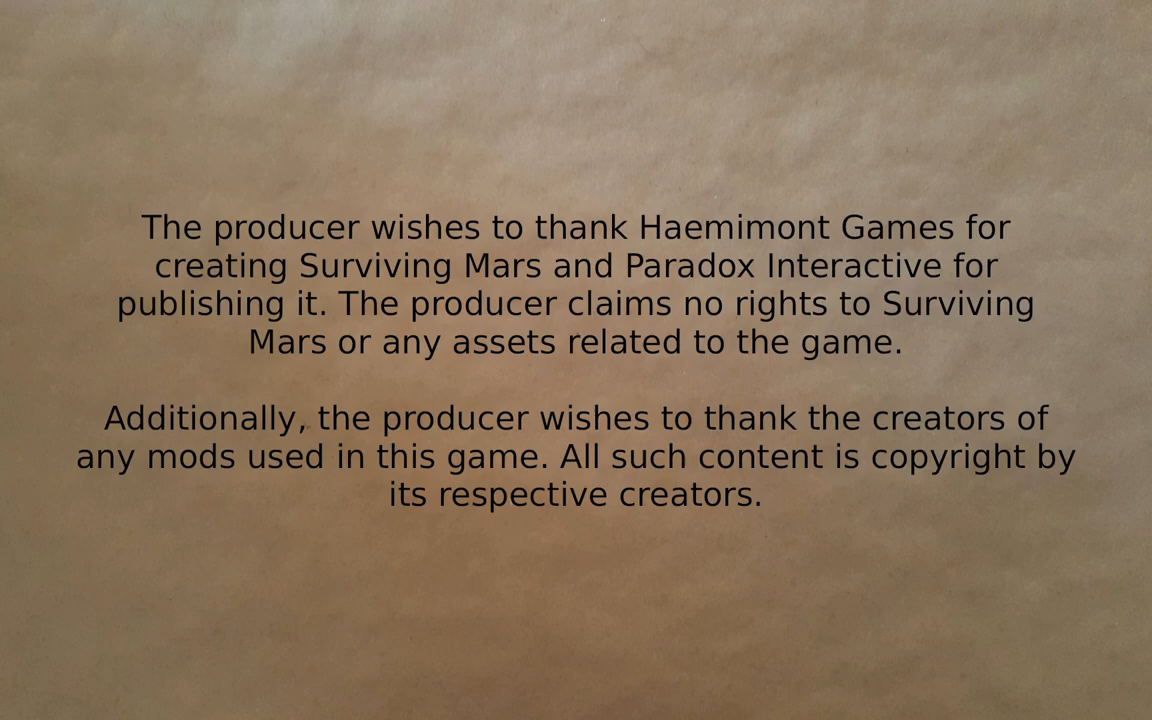 The producer wishes to thank Haemimont Games for
creating Surviving Mars and Paradox Interactive for
publishing it. The producer claims no rights to Surviving
Mars or any assets related to the game.
Additionally, the producer wishes to thank the creators of
any mods used in this game. All such content is copyright by
its respective creators.